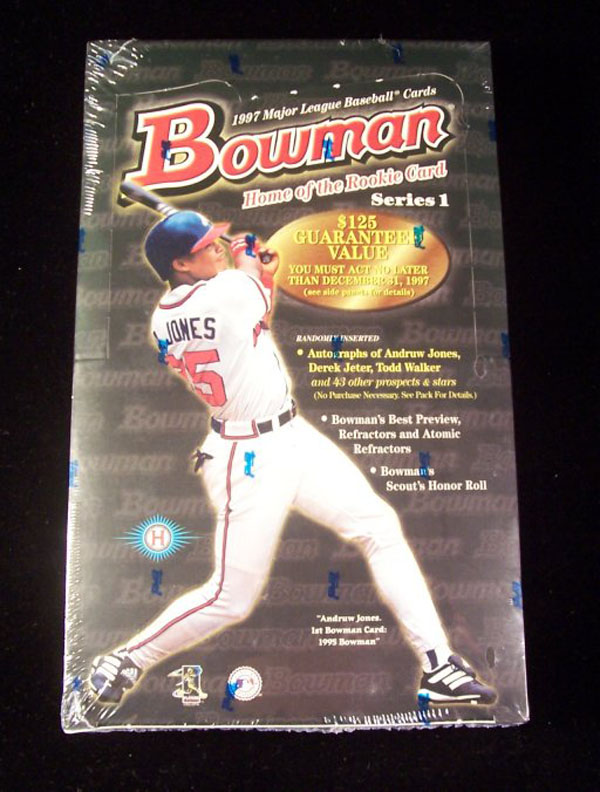 1997 Major League Baseball® Cards
Bowman
Home of the Rookie Card
Series 1
$125
GUARANTEED
VALUE
YOU MUST ACT NO LATER
THAN DECEMBER 31, 1997
(see side panels for details)
JONES
25
RANDOMLY INSERTED
• Autographs of Andruw Jones,
Derek Jeter, Todd Walker
and 43 other prospects & stars
(No Purchase Necessary. See Pack For Details.)
• Bowman's Best Preview,
Refractors and Atomic
Refractors
• Bowman's
Scout's Honor Roll
H
"Andruw Jones.
1st Bowman Card:
1995 Bowman"